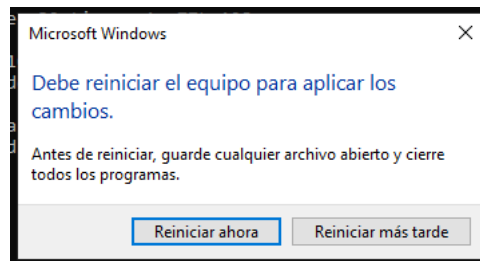 Microsoft Windows
Debe reiniciar el equipo para aplicar los
cambios.
Antes de reiniciar, guarde cualquier archivo abierto y cierre
todos los programas.
Reiniciar ahora
Reiniciar más tarde